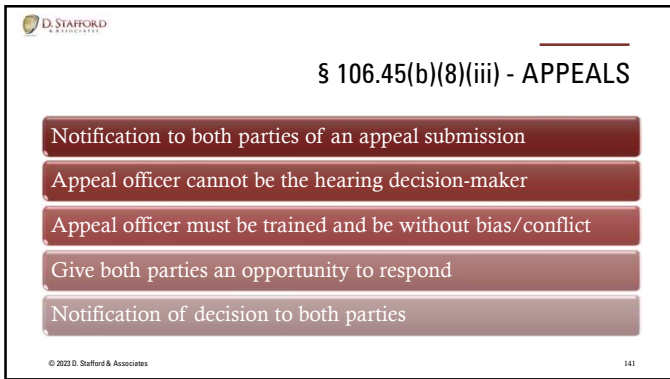 D. STAFFORD
& ASSOCIATES
§ 106.45(b)(8)(iii) - APPEALS
Notification to both parties of an appeal submission
Appeal officer cannot be the hearing decision-maker
Appeal officer must be trained and be without bias/conflict
Give both parties an opportunity to respond
Notification of decision to both parties
© 2023 D. Stafford & Associates
141